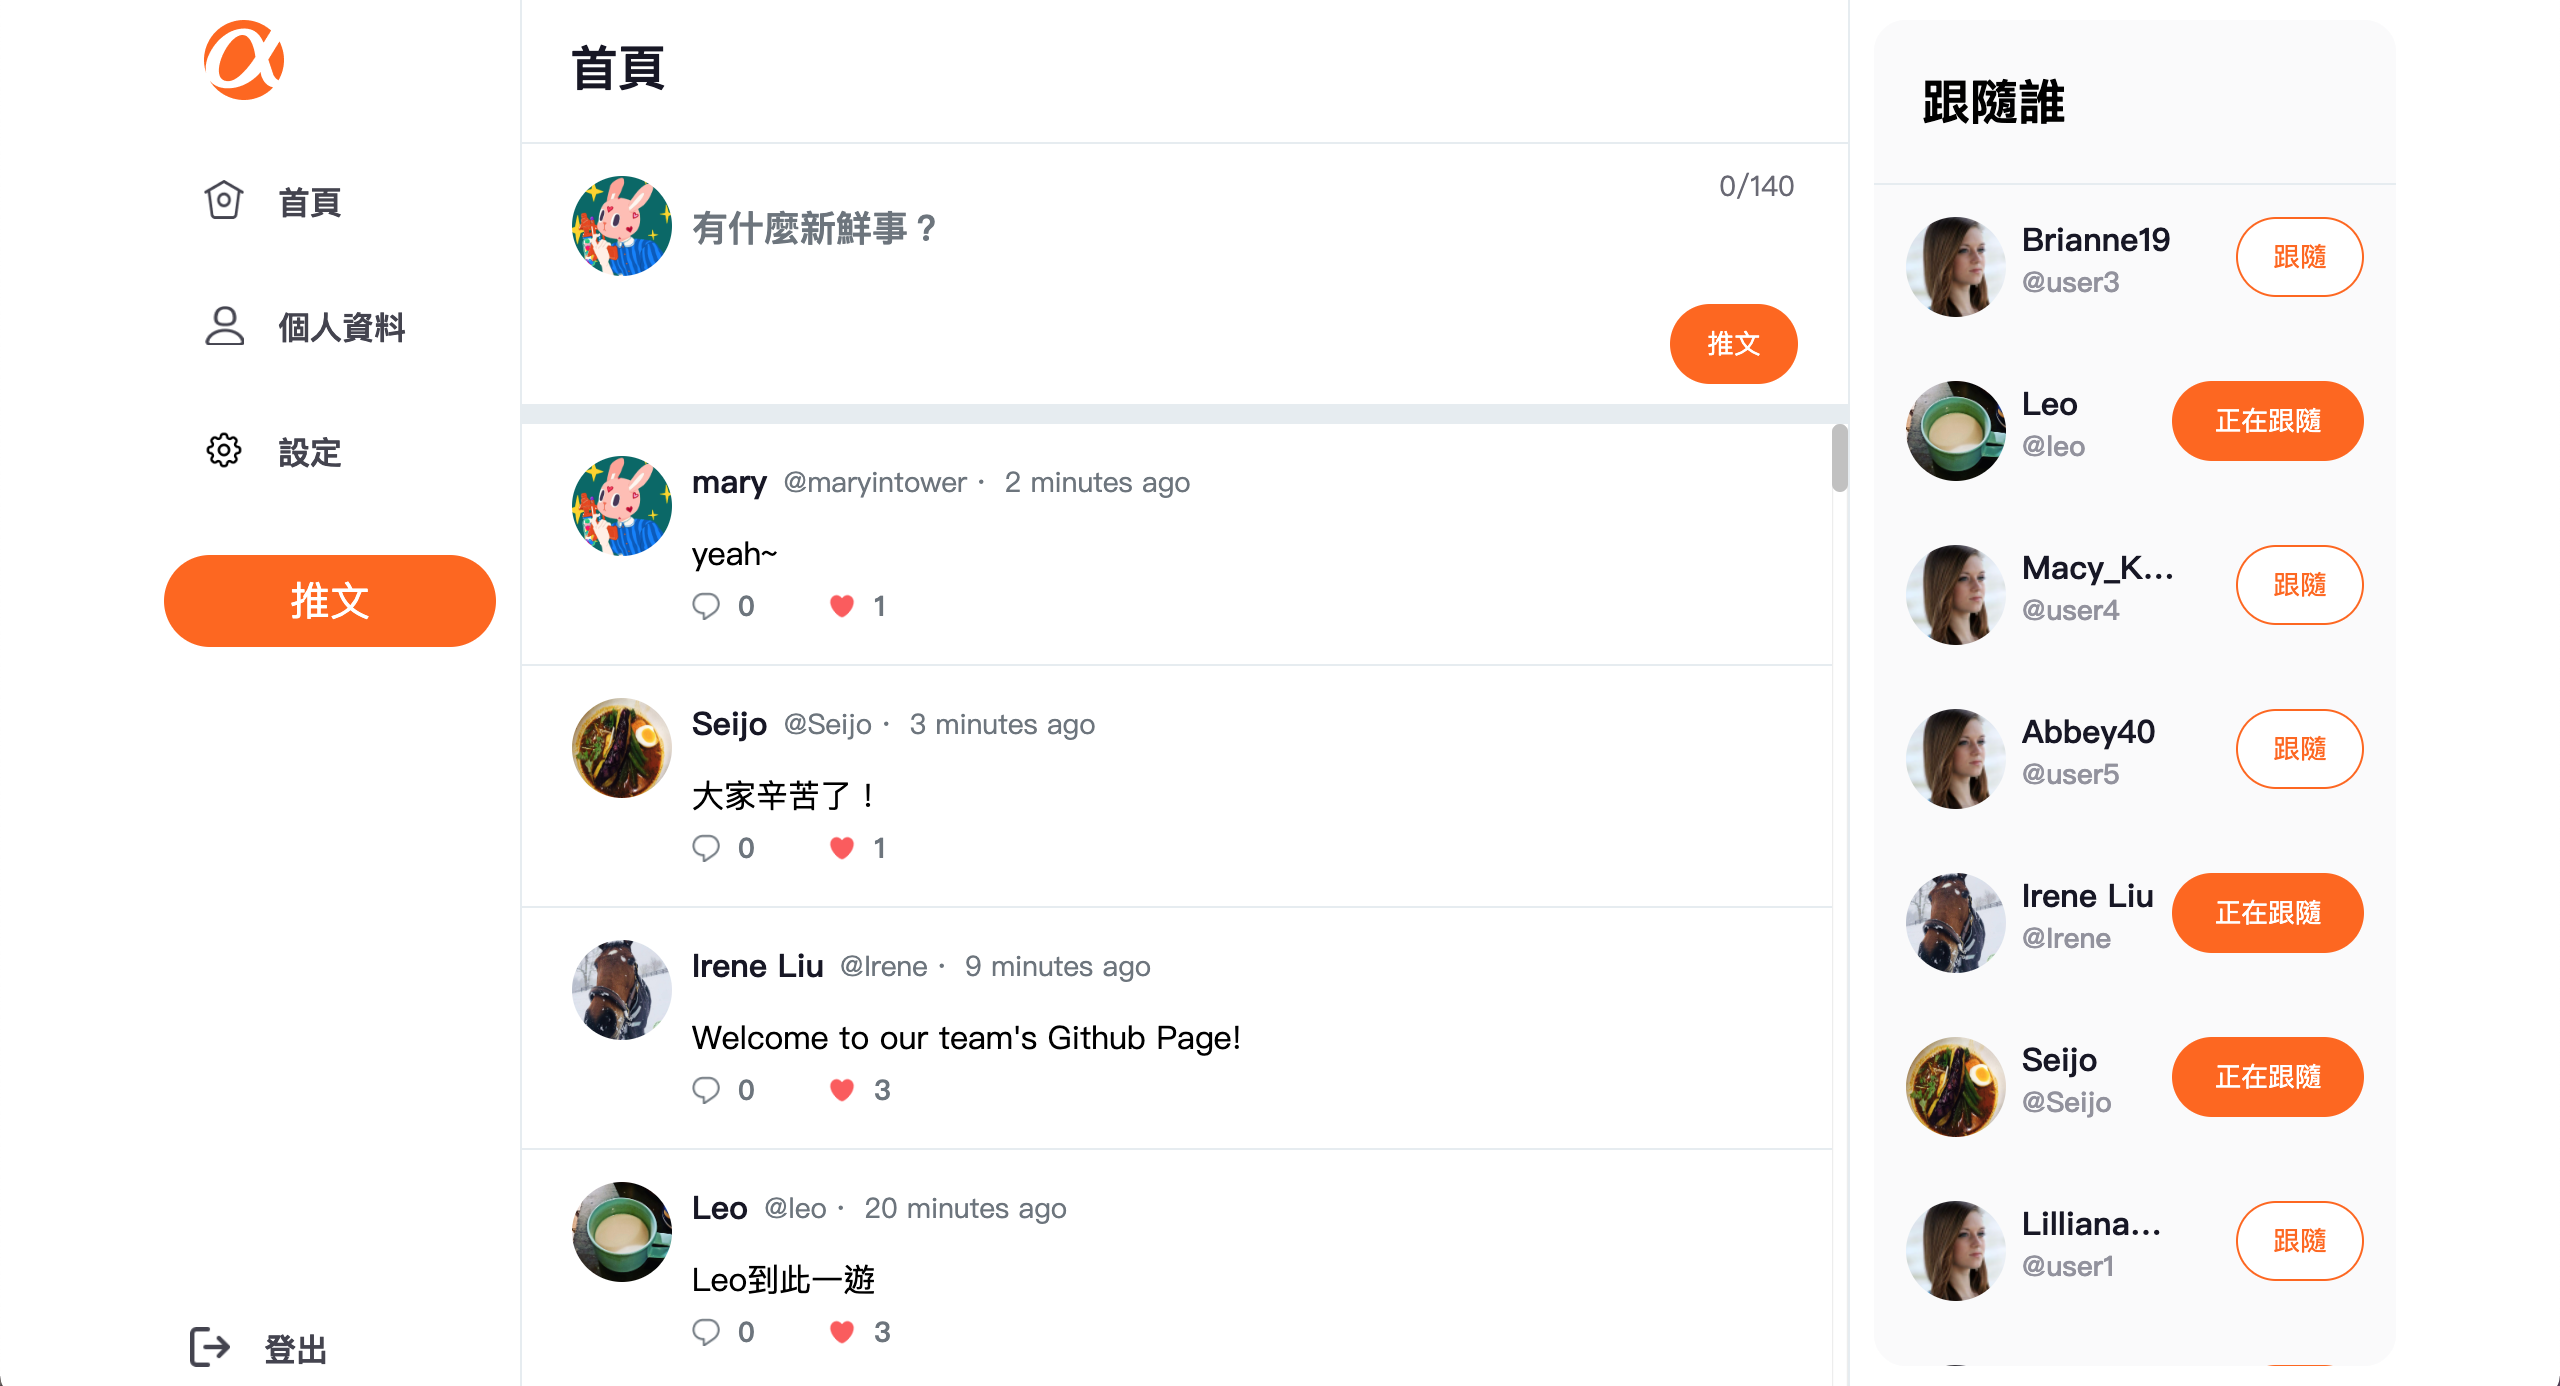 首頁
個人資料
設定
推文
登出
首頁
0/140
有什麼新鮮事？
推文
mary @maryintower · 2 minutes ago
yeah~
0 1
Seijo @Seijo · 3 minutes ago
大家辛苦了！
0 1
Irene Liu @Irene · 9 minutes ago
Welcome to our team's Github Page!
0 3
Leo @leo · 20 minutes ago
Leo到此一遊
0 3
跟隨誰
Brianne19
@user3
跟隨
Leo
@leo
正在跟隨
Macy_K...
@user4
跟隨
Abbey40
@user5
跟隨
Irene Liu
@Irene
正在跟隨
Seijo
@Seijo
正在跟隨
Lilliana...
@user1
跟隨